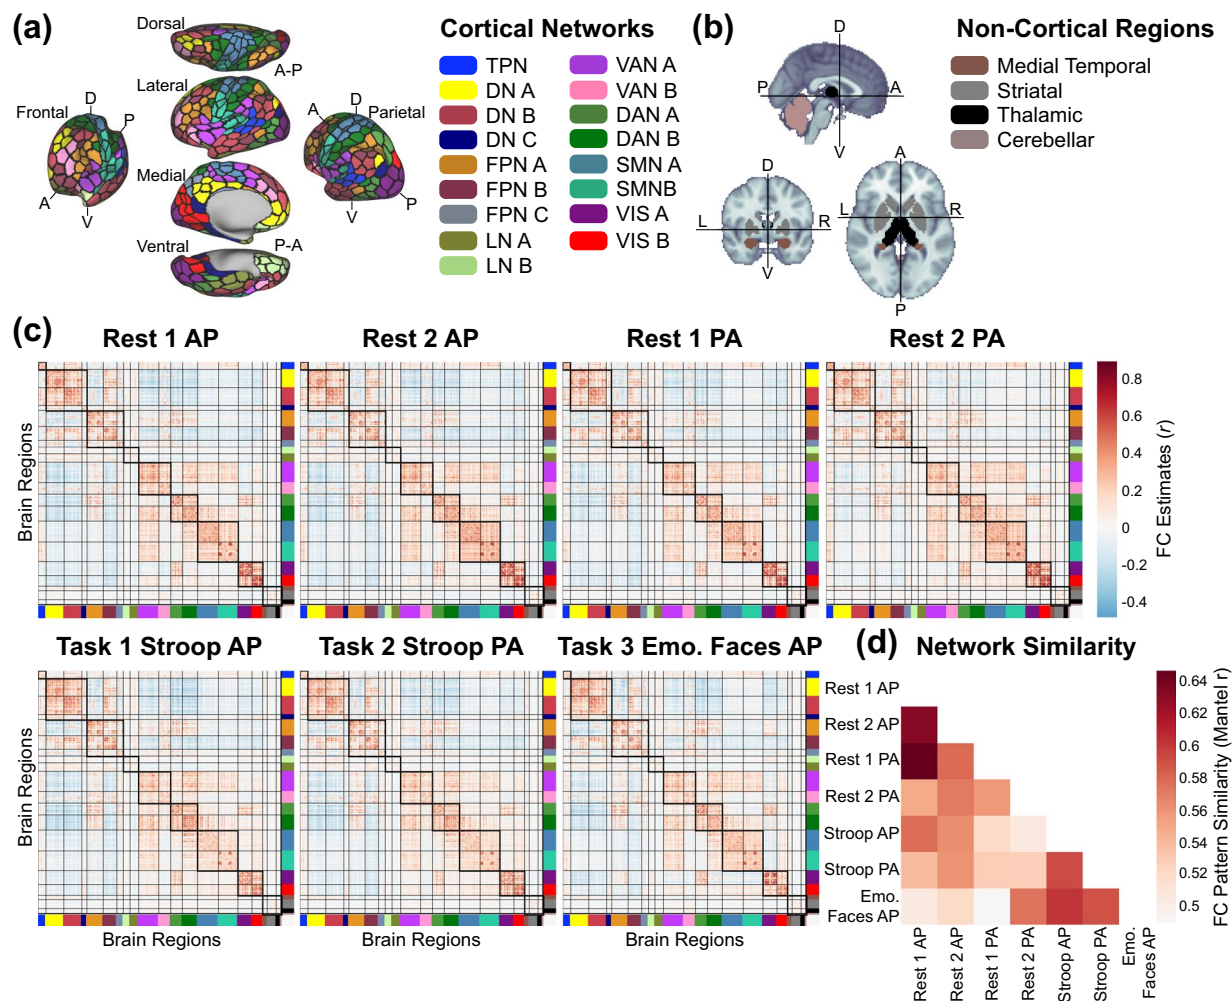 (a)
Dorsal
A-P
Lateral
Frontal
D
P
A
V
Medial
Ventral
P-A
A
D
Parietal
V
P
Cortical Networks
TPN
DN A
DN B
DN C
FPN A
FPN B
FPN C
LN A
LN B
VAN A
VAN B
DAN A
DAN B
SMN A
SMNB
VIS A
VIS B
(b)
D
P
A
V
D
L
R
V
A
L
R
P
Non-Cortical Regions
Medial Temporal
Striatal
Thalamic
Cerebellar
(c)
Rest 1 AP
Rest 2 AP
Rest 1 PA
Rest 2 PA
Brain Regions
0.8
0.6
0.4
0.2
0
-0.2
-0.4
FC Estimates (r)
Task 1 Stroop AP
Task 2 Stroop PA
Task 3 Emo. Faces AP
Brain Regions
Brain Regions
Brain Regions
Brain Regions
(d)
Network Similarity
Rest 1 AP
Rest 2 AP
Rest 1 PA
Rest 2 PA
Stroop AP
Stroop PA
Emo.
Faces AP
Rest 1 AP
Rest 2 AP
Rest 1 PA
Rest 2 PA
Stroop AP
Stroop PA
Emo.
Faces AP
0.64
0.62
0.6
0.58
0.56
0.54
0.52
0.5
FC Pattern Similarity (Mantel r)